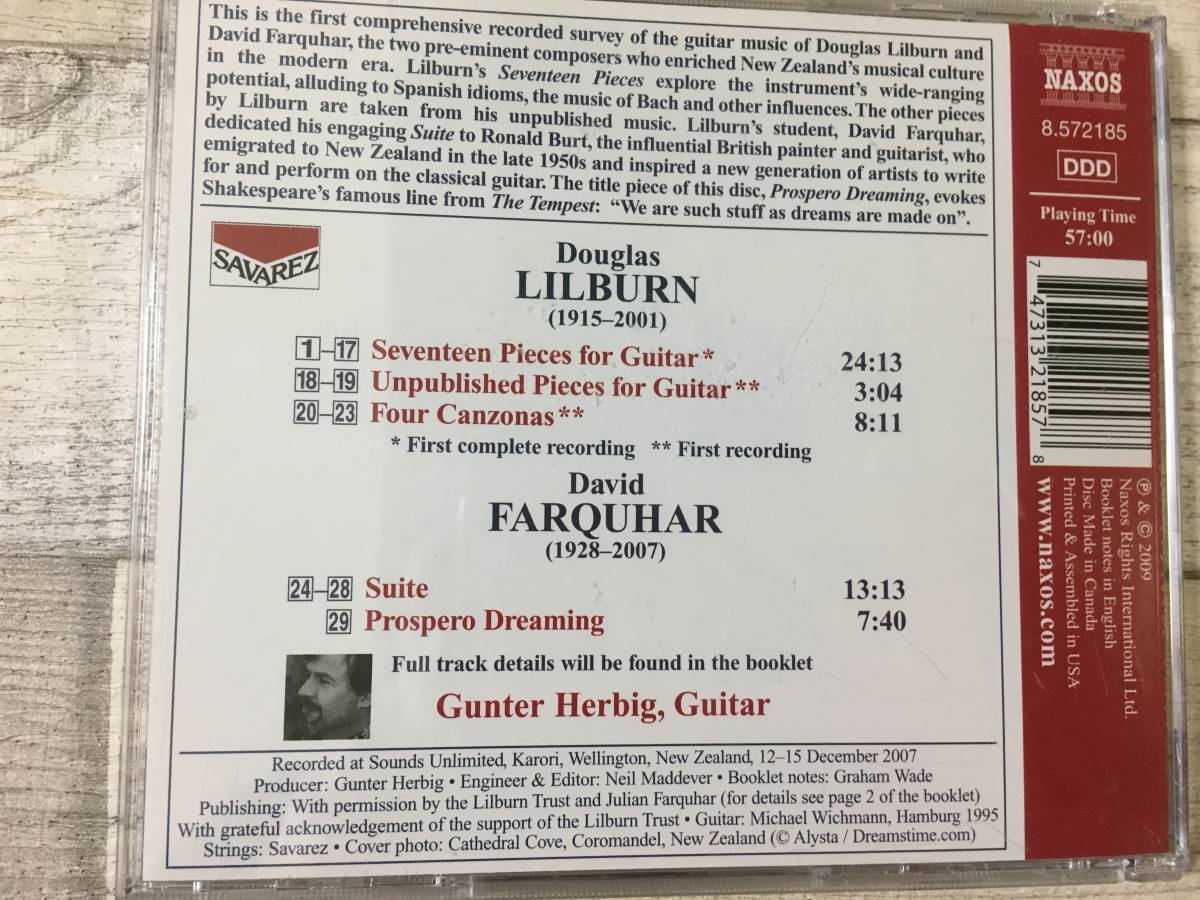 This is the first comprehensive recorded survey of the guitar music of Douglas Lilburn and
David Farquhar, the two pre-eminent composers who enriched New Zealand's musical culture
in the modern era. Lilburn's Seventeen Pieces explore the instrument's wide-ranging
potential, alluding to Spanish idioms, the music of Bach and other influences. The other pieces
by Lilburn are taken from his unpublished music. Lilburn's student, David Farquhar,
dedicated his engaging Suite to Ronald Burt, the influential British painter and guitarist, who
emigrated to New Zealand in the late 1950s and inspired a new generation of artists to write
for and perform on the classical guitar. The title piece of this disc, Prospero Dreaming, evokes
Shakespeare's famous line from The Tempest: “We are such stuff as dreams are made on”.
SAVAREZ
Douglas
LILBURN
(1915–2001)
1–17 Seventeen Pieces for Guitar* 24:13
18–19 Unpublished Pieces for Guitar** 3:04
20–23 Four Canzonas** 8:11
* First complete recording ** First recording
David
FARQUHAR
(1928–2007)
24–28 Suite 13:13
29 Prospero Dreaming 7:40
Full track details will be found in the booklet
Gunter Herbig, Guitar
Recorded at Sounds Unlimited, Karori, Wellington, New Zealand, 12–15 December 2007
Producer: Gunter Herbig • Engineer & Editor: Neil Maddever • Booklet notes: Graham Wade
Publishing: With permission by the Lilburn Trust and Julian Farquhar (for details see page 2 of the booklet)
With grateful acknowledgement of the support of the Lilburn Trust • Guitar: Michael Wichmann, Hamburg 1995
Strings: Savarez • Cover photo: Cathedral Cove, Coromandel, New Zealand (© Alysta / Dreamstime.com)
NAXOS
8.572185
DDD
Playing Time
57:00
7 47313 21857 8
℗ & © 2009
Naxos Rights International Ltd.
Booklet notes in English
Disc Made in Canada
Printed & Assembled in USA
www.naxos.com